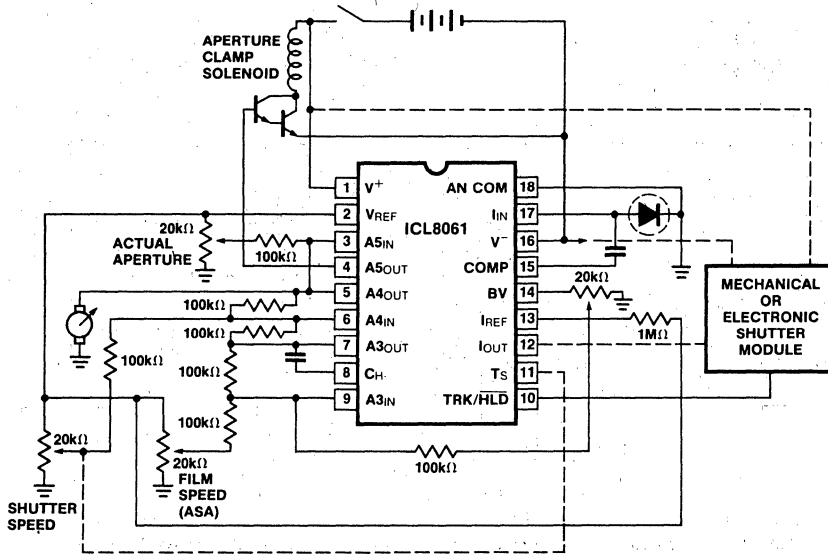 APERTURE
CLAMP
SOLENOID
ICL8061
1 V+
2 VREF
3 A5IN
4 A5OUT
5 A4OUT
6 A4IN
7 A3OUT
8 CH
9 A3IN
AN COM 18
IIN 17
V− 16
COMP 15
BV 14
IREF 13
IOUT 12
TS 11
TRK/HLD 10
20kΩ
ACTUAL
APERTURE
100kΩ
100kΩ
100kΩ
100kΩ
100kΩ
100kΩ
20kΩ
SHUTTER
SPEED
20kΩ
FILM
SPEED
(ASA)
100kΩ
20kΩ
1MΩ
MECHANICAL
OR
ELECTRONIC
SHUTTER
MODULE